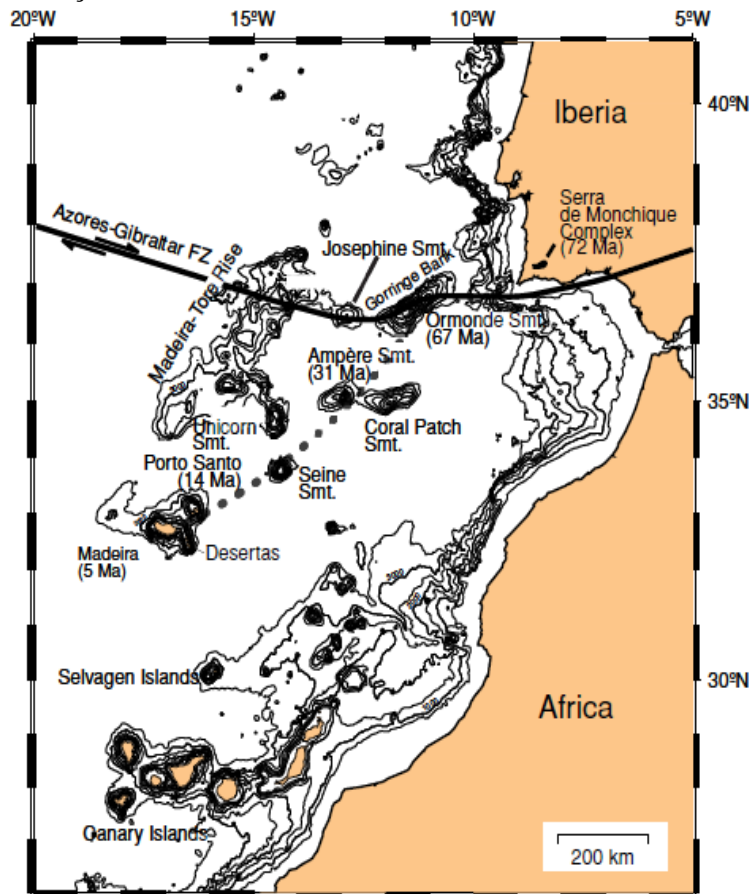 20ºW
15ºW
10ºW
5ºW
40ºN
Iberia
Serra
de Monchique
Complex
(72 Ma)
Azores-Gibraltar FZ
Josephine Smt.
Madeira-Tore Rise
Gorringe Bank
Ormonde Smt.
(67 Ma)
Ampère Smt.
(31 Ma)
35ºN
Unicorn
Smt.
Coral Patch
Smt.
Porto Santo
(14 Ma)
Seine
Smt.
Madeira
(5 Ma)
Desertas
Selvagen Islands
30ºN
Africa
Canary Islands
200 km